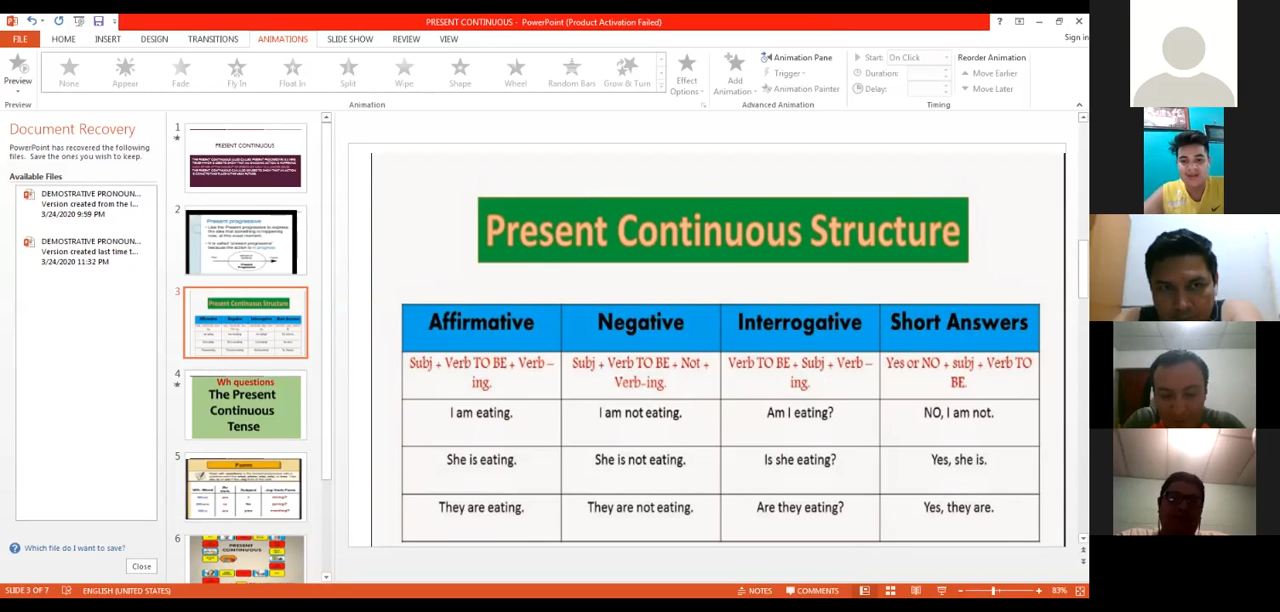 PRESENT CONTINUOUS - PowerPoint (Product Activation Failed)
FILE HOME INSERT DESIGN TRANSITIONS ANIMATIONS SLIDE SHOW REVIEW VIEW Sign in
Preview
None Appear Fade Fly In Float In Split Wipe Shape Wheel Random Bars Grow & Turn
Effect Options
Add Animation
Animation Pane
Trigger
Animation Painter
Start: On Click
Duration:
Delay:
Reorder Animation
Move Earlier
Move Later
Preview Animation Advanced Animation Timing
Document Recovery
PowerPoint has recovered the following
files. Save the ones you wish to keep.
Available Files
DEMOSTRATIVE PRONOUN...
Version created from the l...
3/24/2020 9:59 PM
DEMOSTRATIVE PRONOUN...
Version created last time t...
3/24/2020 11:32 PM
Which file do I want to save?
Close
1
PRESENT CONTINUOUS
2
Present progressive
3
Present Continuous Structure
4
Wh questions
The Present
Continuous
Tense
5
Form
6
PRESENT
CONTINUOUS
Present Continuous Structure
Affirmative Negative Interrogative Short Answers
Subj + Verb TO BE + Verb – Subj + Verb TO BE + Not + Verb TO BE + Subj + Verb – Yes or NO + subj + Verb TO
ing. Verb-ing. ing. BE.
I am eating. I am not eating. Am I eating? NO, I am not.
She is eating. She is not eating. Is she eating? Yes, she is.
They are eating. They are not eating. Are they eating? Yes, they are.
SLIDE 3 OF 7 ENGLISH (UNITED STATES) NOTES COMMENTS 83%